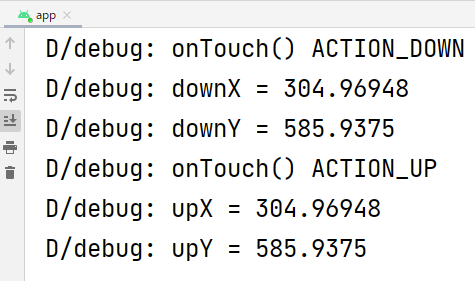 app
D/debug: onTouch() ACTION_DOWN
D/debug: downX = 304.96948
D/debug: downY = 585.9375
D/debug: onTouch() ACTION_UP
D/debug: upX = 304.96948
D/debug: upY = 585.9375